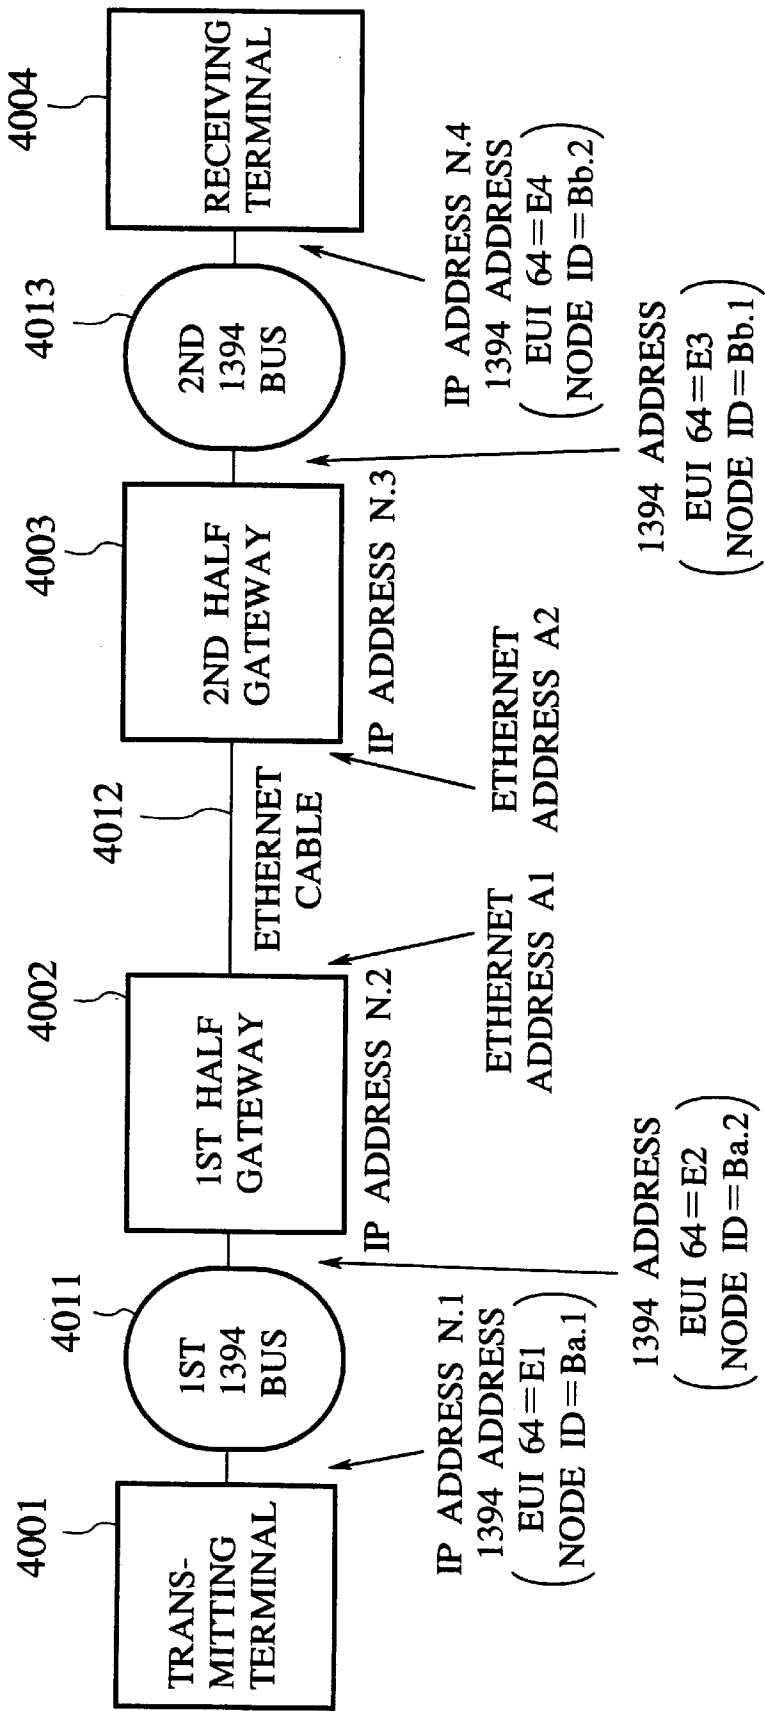 4001
TRANS-
MITTING
TERMINAL
IP ADDRESS N.1
1394 ADDRESS
(EUI 64=E1
NODE ID=Ba.1)
4011
1ST
1394
BUS
1394 ADDRESS
(EUI 64=E2
NODE ID=Ba.2)
4002
1ST HALF
GATEWAY
IP ADDRESS N.2
ETHERNET
ADDRESS A1
4012
ETHERNET
CABLE
ETHERNET
ADDRESS A2
4003
2ND HALF
GATEWAY
IP ADDRESS N.3
1394 ADDRESS
(EUI 64=E3
NODE ID=Bb.1)
4013
2ND
1394
BUS
IP ADDRESS N.4
1394 ADDRESS
(EUI 64=E4
NODE ID=Bb.2)
4004
RECEIVING
TERMINAL